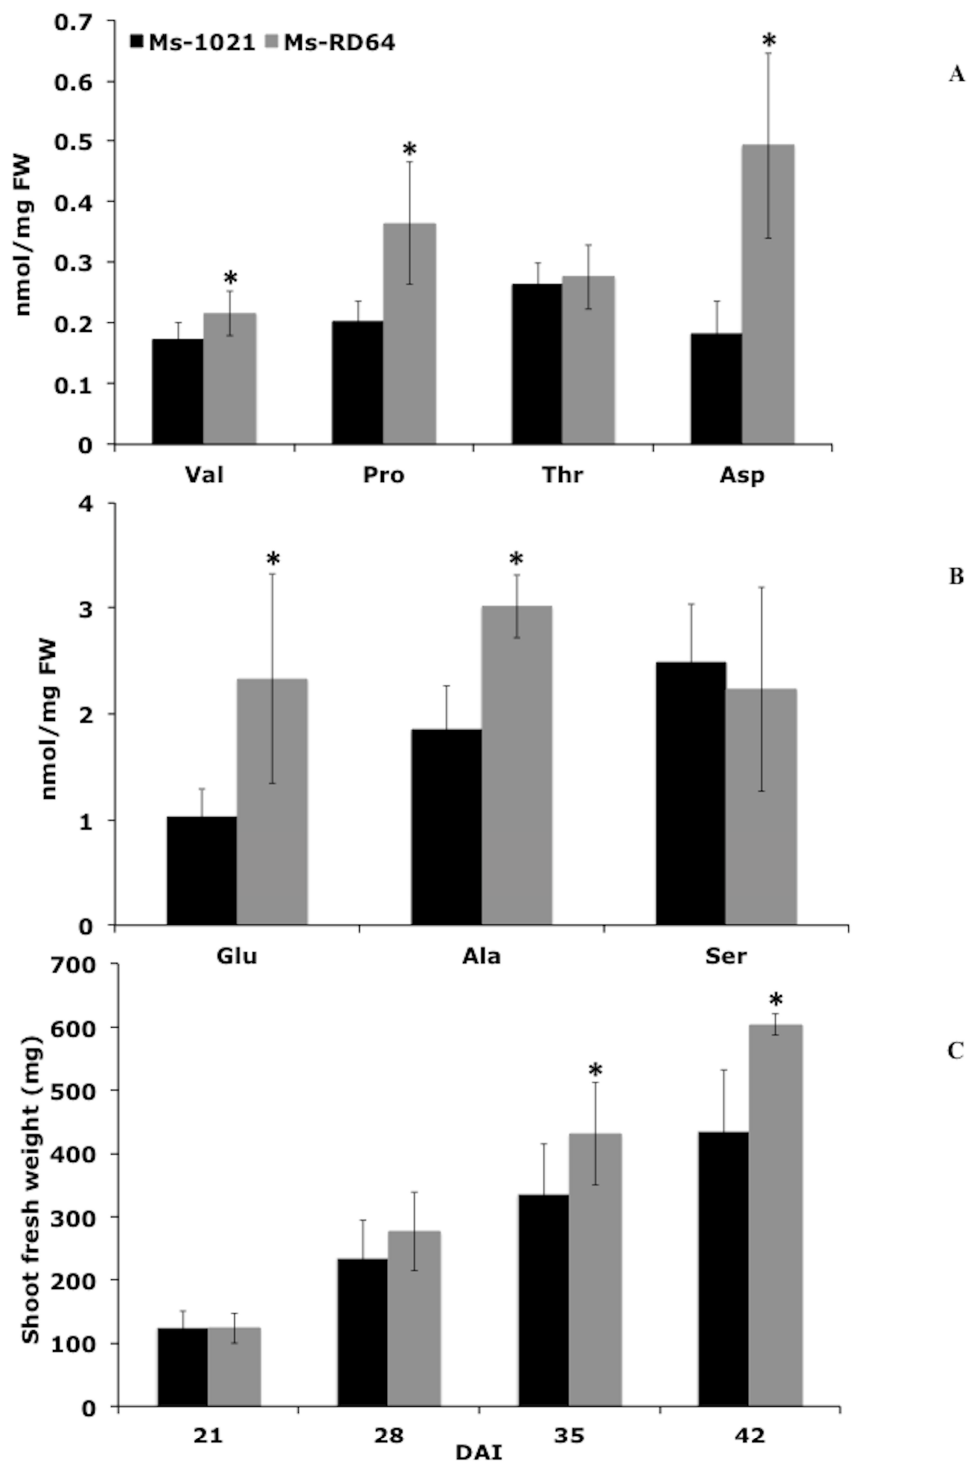 0.7
Ms-1021 Ms-RD64
*
A
0.6
0.5
*
0.4
nmol/mg FW
0.3
*
0.2
0.1
0
Val Pro Thr Asp
4
* *
B
3
nmol/mg FW
2
1
0
Glu Ala Ser
700
*
600
C
*
500
Shoot fresh weight (mg)
400
300
200
100
0
21 28 35 42
DAI